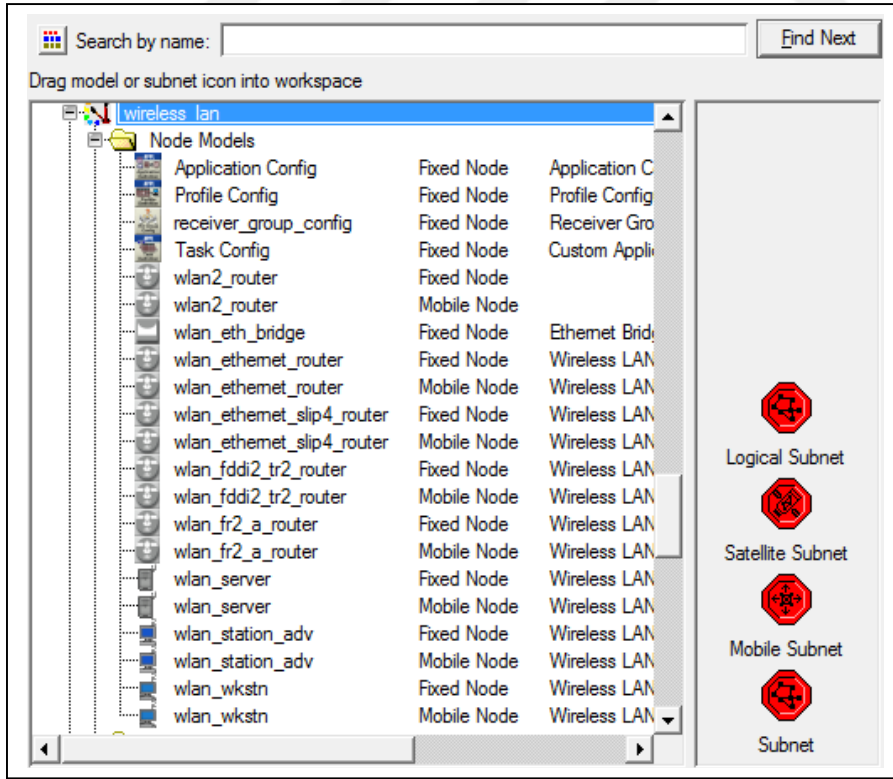 Search by name: Find Next
Drag model or subnet icon into workspace
wireless_lan
Node Models
Application Config Fixed Node Application C
Profile Config Fixed Node Profile Config
receiver_group_config Fixed Node Receiver Gro
Task Config Fixed Node Custom Appli
wlan2_router Fixed Node
wlan2_router Mobile Node
wlan_eth_bridge Fixed Node Ethernet Bridg
wlan_ethernet_router Fixed Node Wireless LAN
wlan_ethernet_router Mobile Node Wireless LAN
wlan_ethernet_slip4_router Fixed Node Wireless LAN
wlan_ethernet_slip4_router Mobile Node Wireless LAN
wlan_fddi2_tr2_router Fixed Node Wireless LAN
wlan_fddi2_tr2_router Mobile Node Wireless LAN
wlan_fr2_a_router Fixed Node Wireless LAN
wlan_fr2_a_router Mobile Node Wireless LAN
wlan_server Fixed Node Wireless LAN
wlan_server Mobile Node Wireless LAN
wlan_station_adv Fixed Node Wireless LAN
wlan_station_adv Mobile Node Wireless LAN
wlan_wkstn Fixed Node Wireless LAN
wlan_wkstn Mobile Node Wireless LAN
Logical Subnet
Satellite Subnet
Mobile Subnet
Subnet